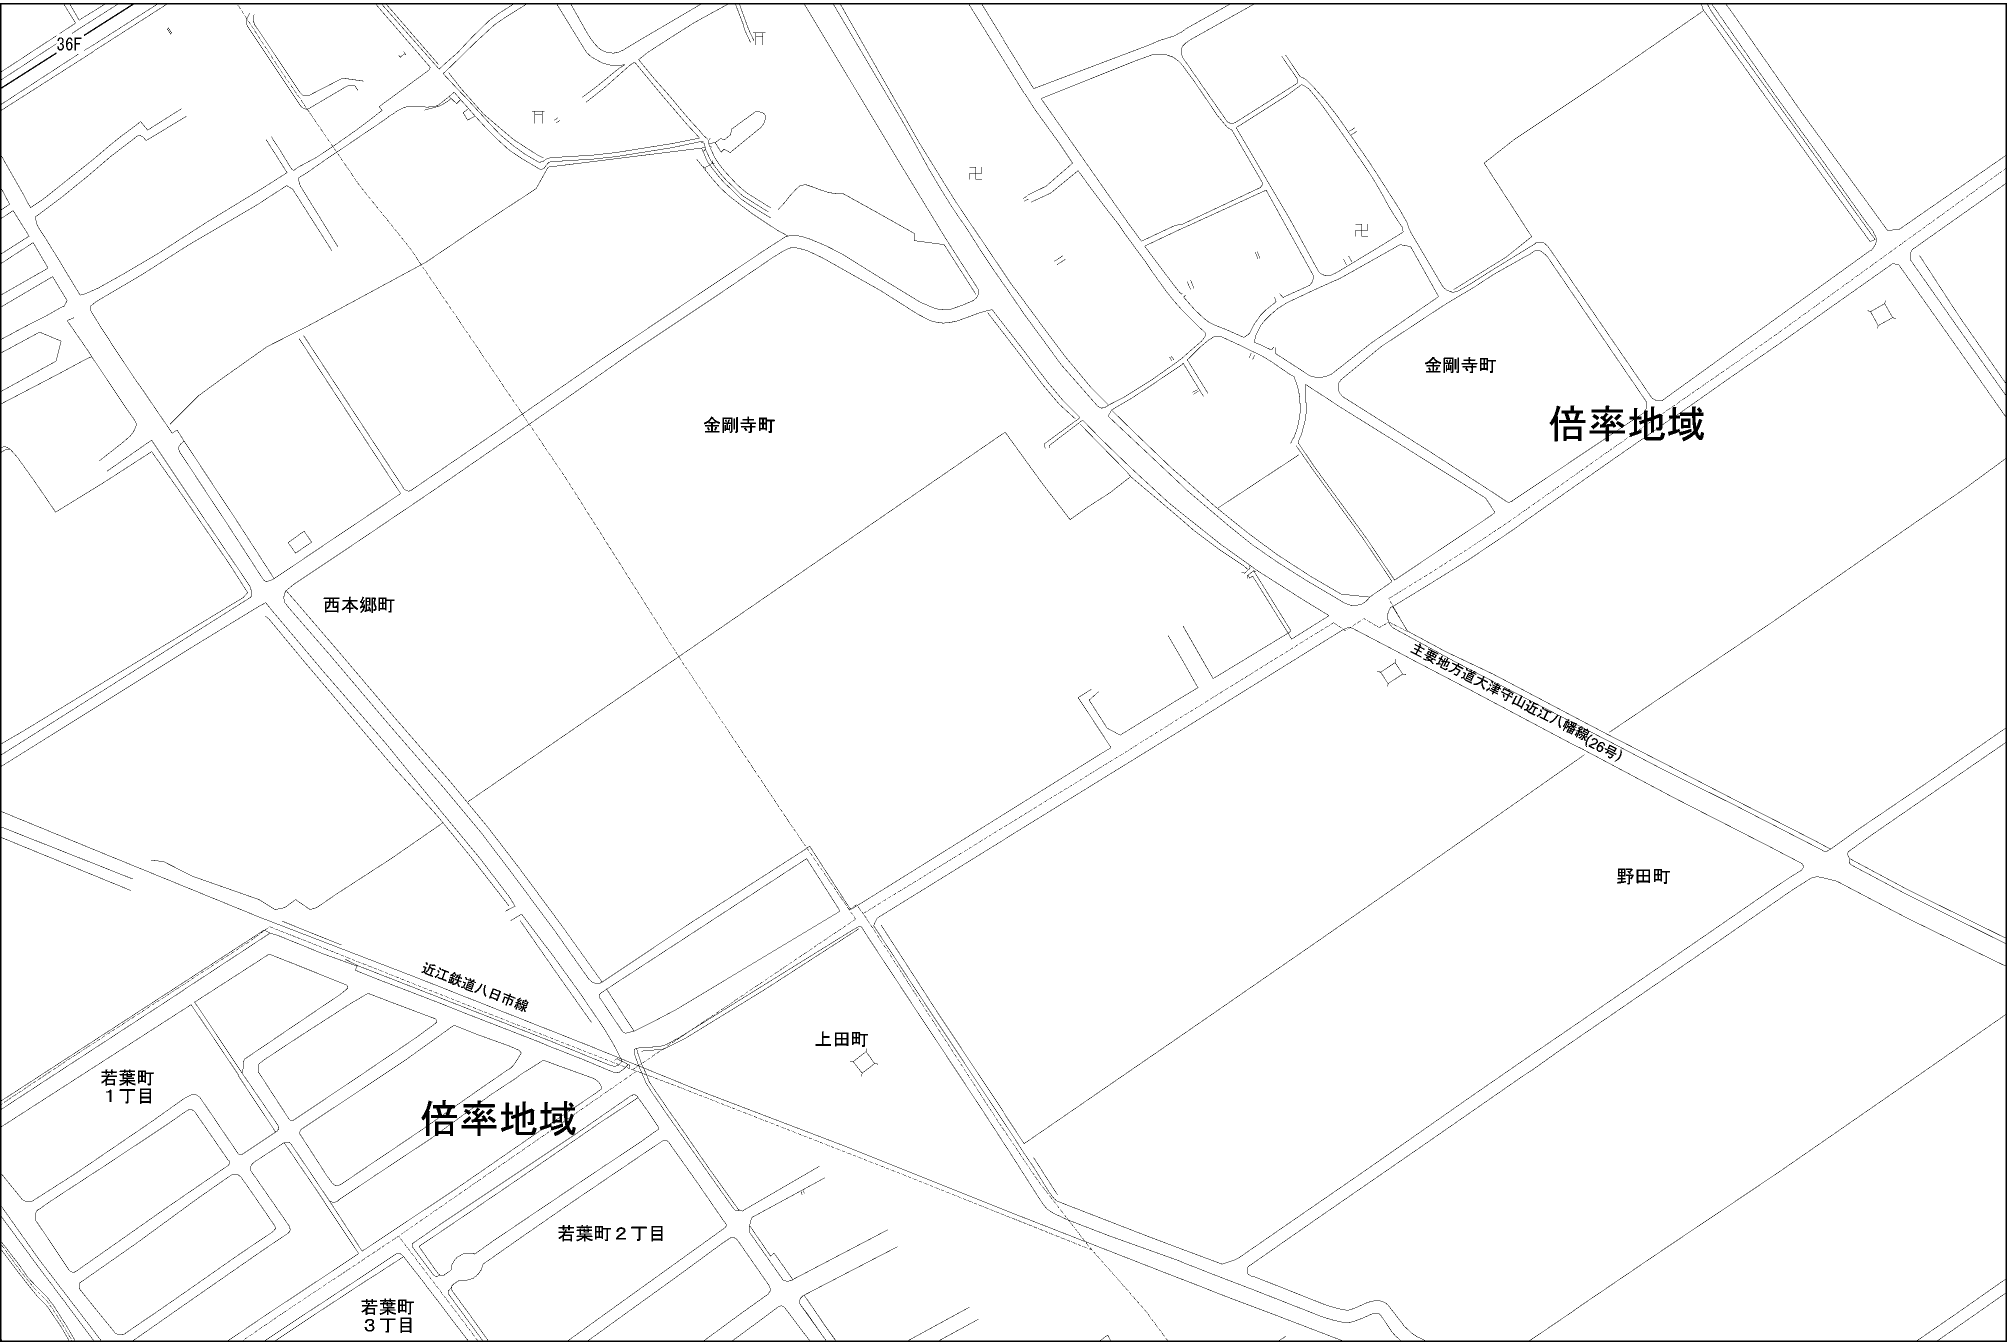 36F
金剛寺町
倍率地域
金剛寺町
西本郷町
主要地方道大津守山近江八幡線(26号)
野田町
近江鉄道八日市線
上田町
若葉町
1丁目
倍率地域
若葉町2丁目
若葉町
3丁目